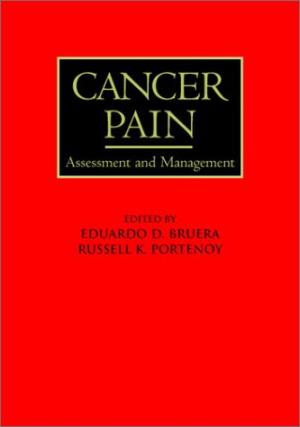 CANCER
PAIN
Assessment and Management
EDITED BY
EDUARDO D. BRUERA
RUSSELL K. PORTENOY